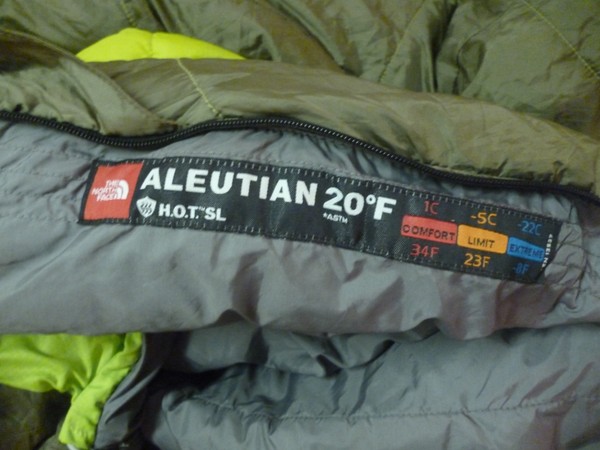 THE
NORTH
FACE
ALEUTIAN 20°F
H.O.T.™SL
*ASTM
1C -5C -22C
COMFORT LIMIT EXTREME
34F 23F -8F